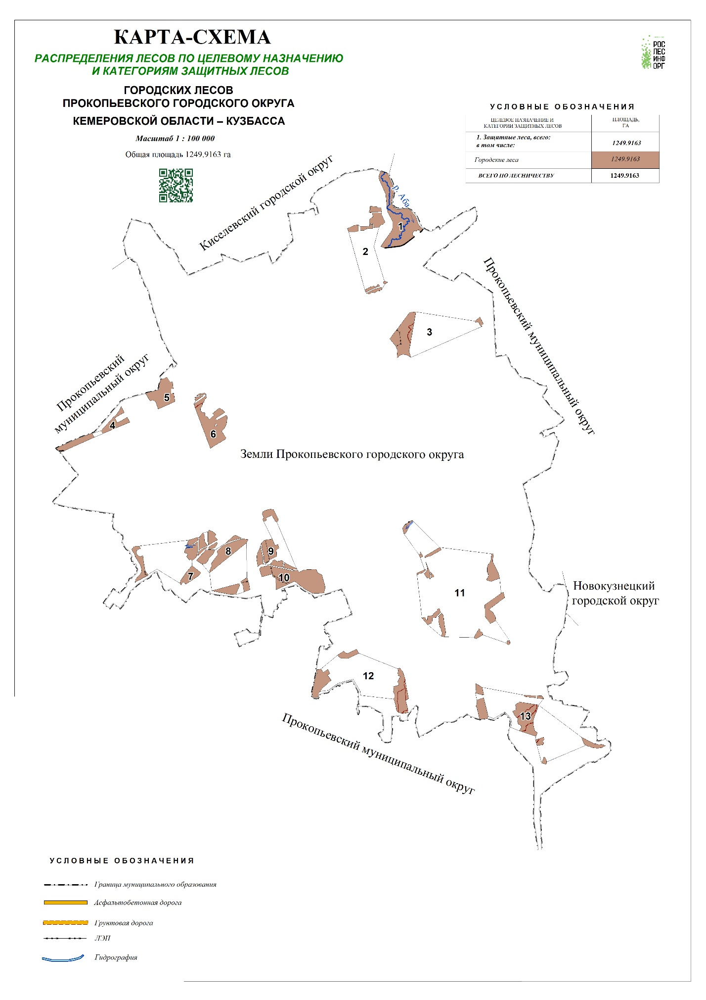 КАРТА-СХЕМА
РАСПРЕДЕЛЕНИЯ ЛЕСОВ ПО ЦЕЛЕВОМУ НАЗНАЧЕНИЮ
И КАТЕГОРИЯМ ЗАЩИТНЫХ ЛЕСОВ
ГОРОДСКИХ ЛЕСОВ
ПРОКОПЬЕВСКОГО ГОРОДСКОГО ОКРУГА
КЕМЕРОВСКОЙ ОБЛАСТИ – КУЗБАССА
Масштаб 1 : 100 000
Общая площадь 1249.9163 га
РОС
ЛЕС
ИНФ
ОРГ
УСЛОВНЫЕ ОБОЗНАЧЕНИЯ
ЦЕЛЕВОЕ НАЗНАЧЕНИЕ И
КАТЕГОРИИ ЗАЩИТНЫХ ЛЕСОВ
ПЛОЩАДЬ,
ГА
1. Защитные леса, всего:
в том числе:
1249.9163
Городские леса
1249.9163
ВСЕГО ПО ЛЕСНИЧЕСТВУ
1249.9163
Киселевский городской округ
р. Аба
1
2
Прокопьевский муниципальный округ
3
Прокопьевский
муниципальный округ
5
4
6
Земли Прокопьевского городского округа
8
9
7
10
11
Новокузнецкий
городской округ
12
13
Прокопьевский муниципальный округ
УСЛОВНЫЕ ОБОЗНАЧЕНИЯ
Граница муниципального образования
Асфальтобетонная дорога
Грунтовая дорога
ЛЭП
Гидрография